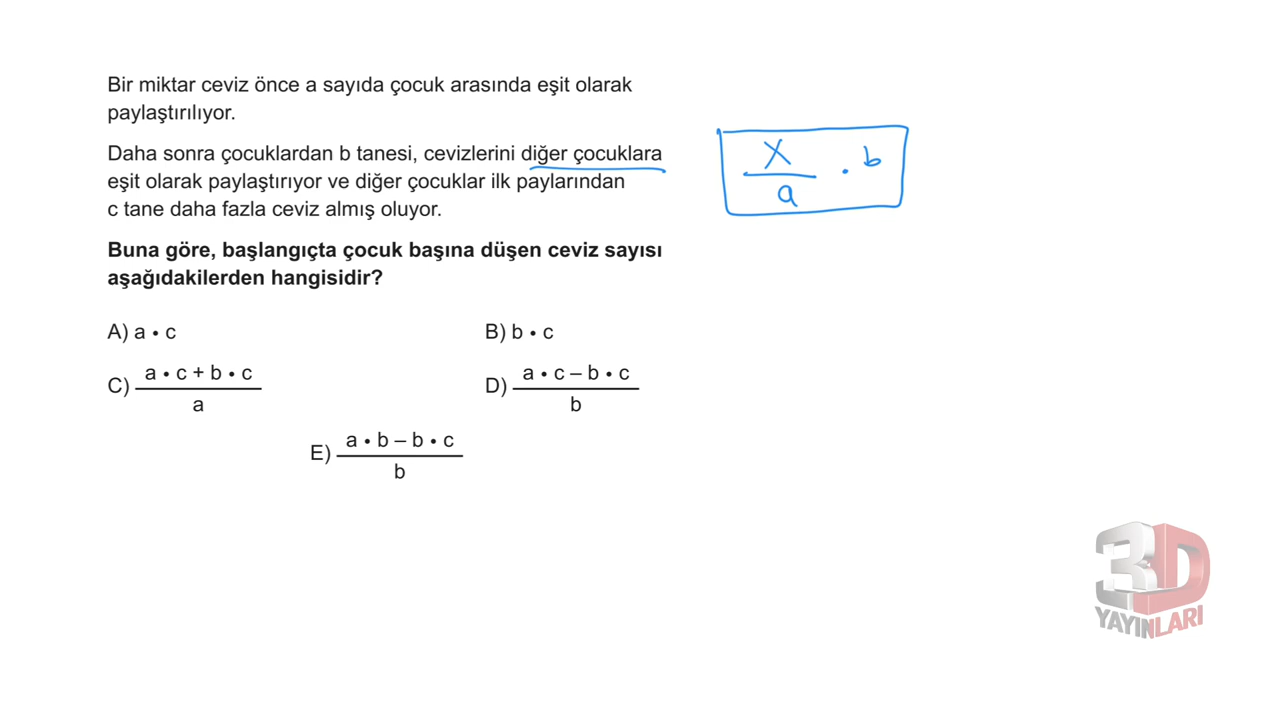 Bir miktar ceviz önce a sayıda çocuk arasında eşit olarak
paylaştırılıyor.
Daha sonra çocuklardan b tanesi, cevizlerini diğer çocuklara
eşit olarak paylaştırıyor ve diğer çocuklar ilk paylarından
c tane daha fazla ceviz almış oluyor.
Buna göre, başlangıçta çocuk başına düşen ceviz sayısı
aşağıdakilerden hangisidir?
A) a • c
B) b • c
C) a • c + b • c
a
D) a • c – b • c
b
E) a • b – b • c
b
x
a
. b
3D
YAYINLARI